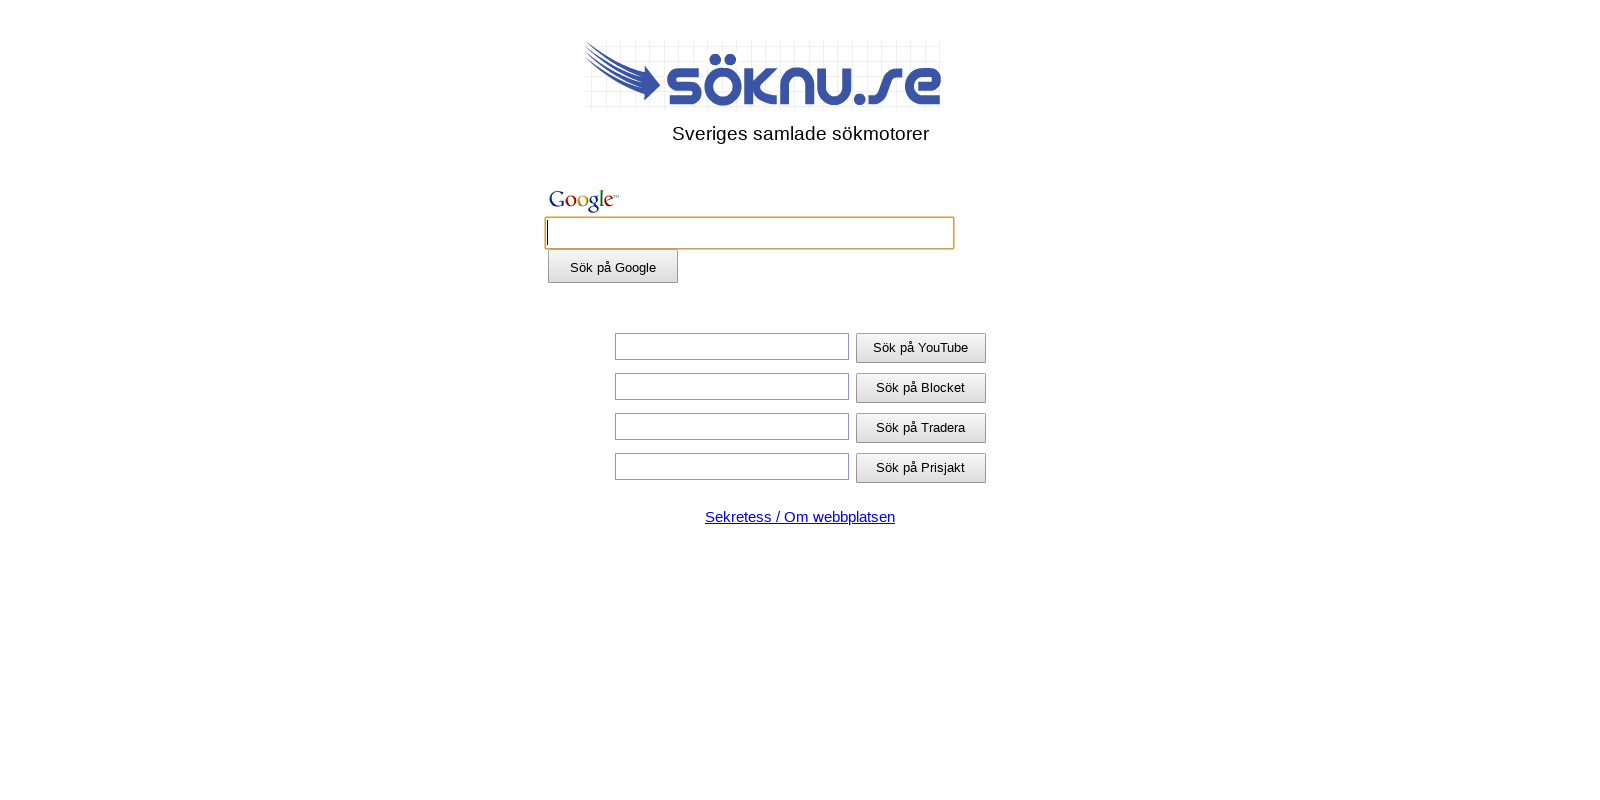 söknu.se
Sveriges samlade sökmotorer
Google™
Sök på Google
Sök på YouTube
Sök på Blocket
Sök på Tradera
Sök på Prisjakt
Sekretess / Om webbplatsen